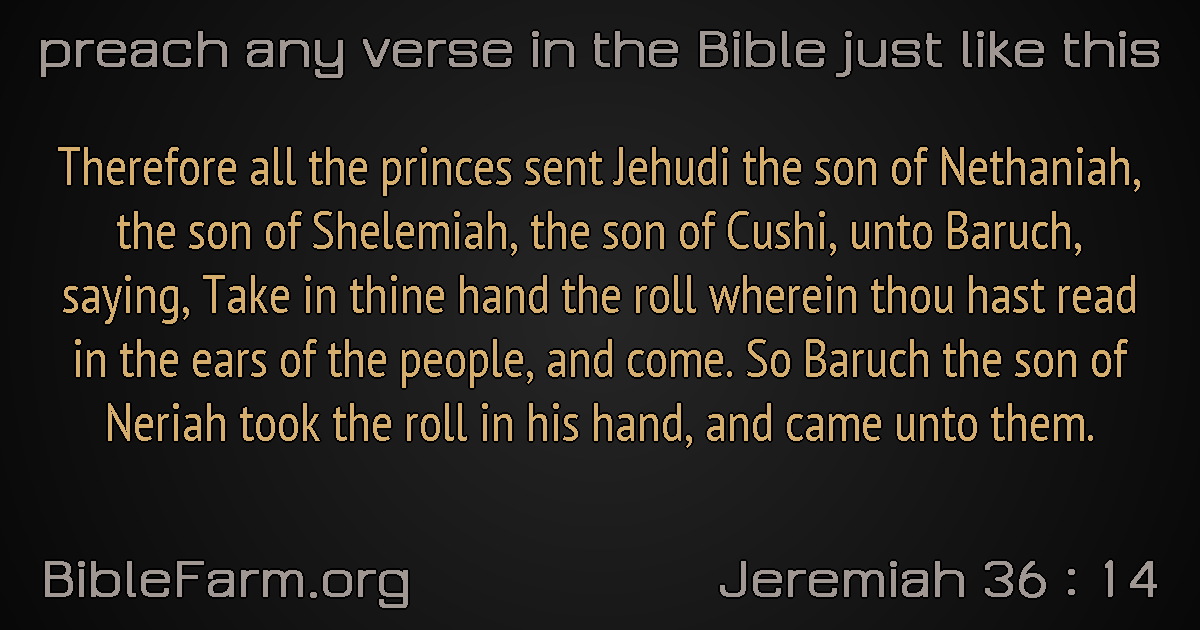 preach any verse in the Bible just like this
Therefore all the princes sent Jehudi the son of Nethaniah,
the son of Shelemiah, the son of Cushi, unto Baruch,
saying, Take in thine hand the roll wherein thou hast read
in the ears of the people, and come. So Baruch the son of
Neriah took the roll in his hand, and came unto them.
BibleFarm.org
Jeremiah 36 : 14